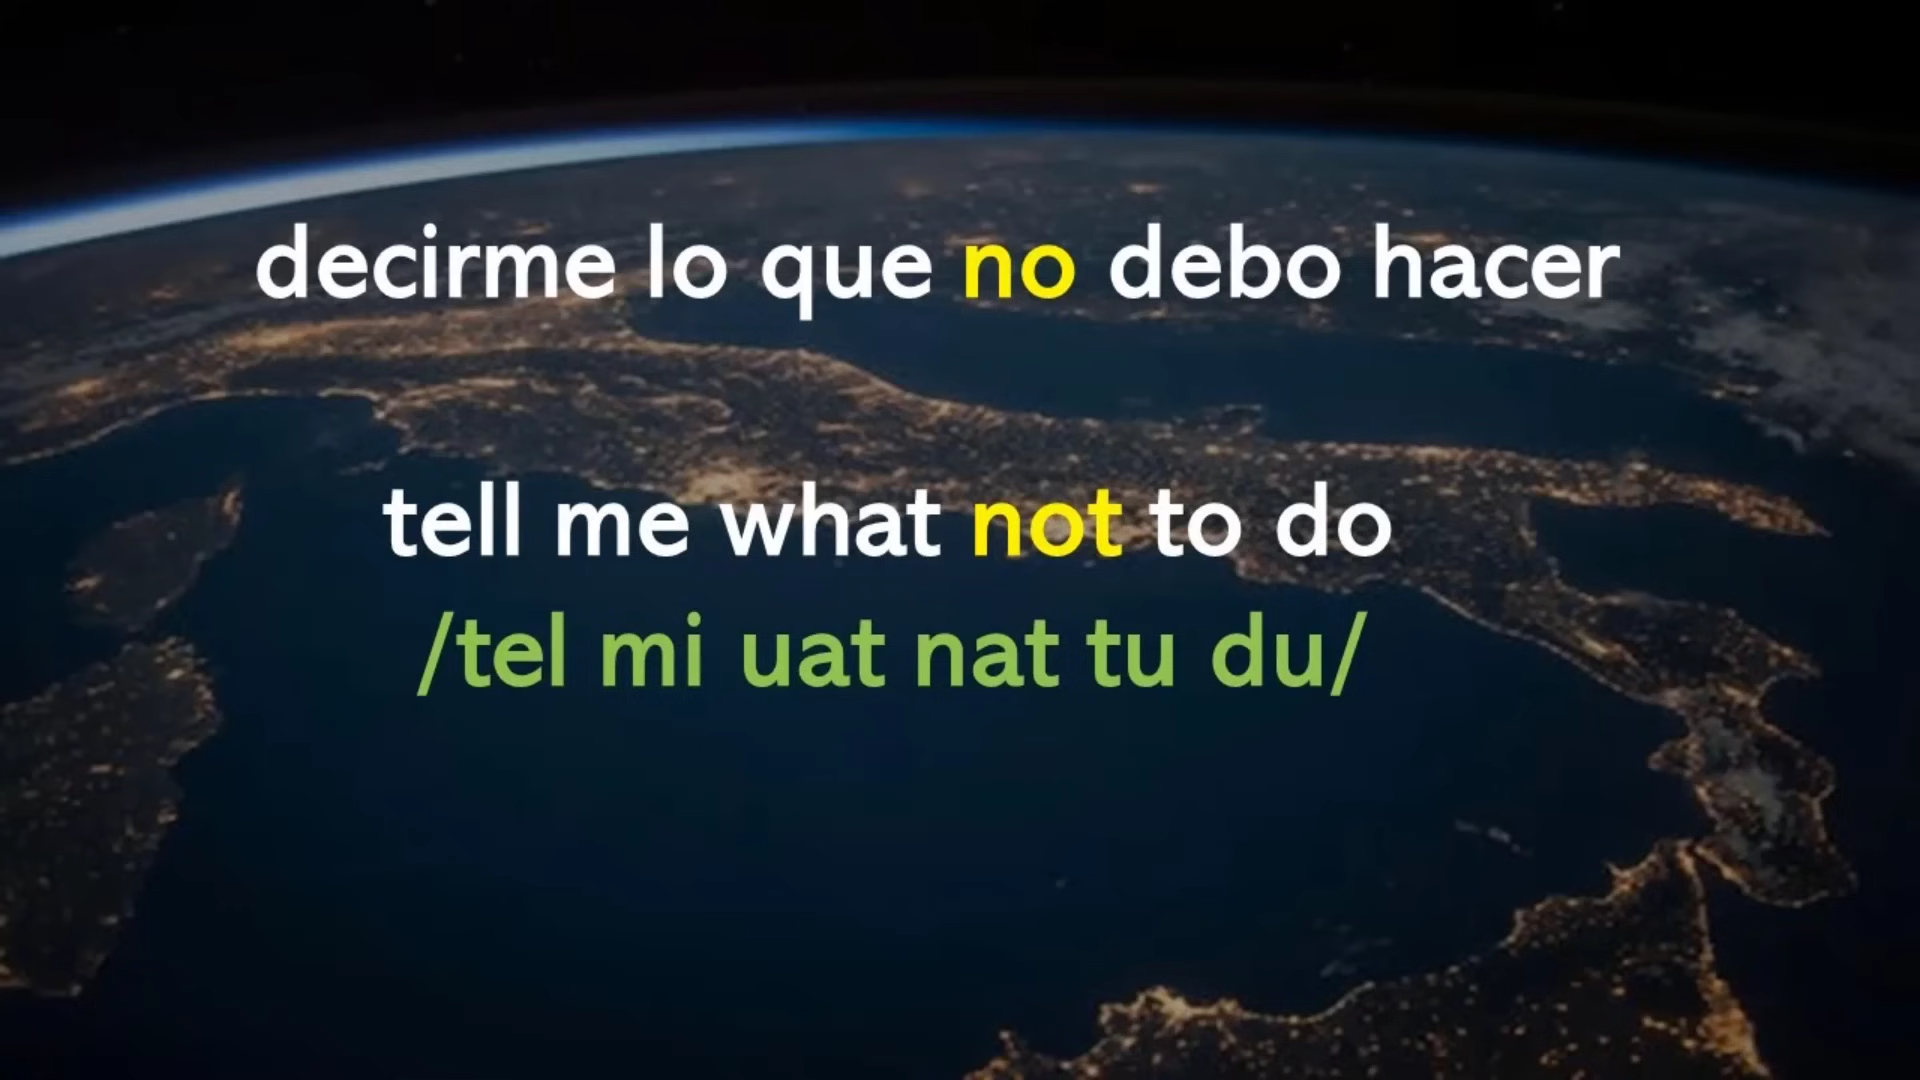 decirme lo que no debo hacer
tell me what not to do
/tel mi uat nat tu du/